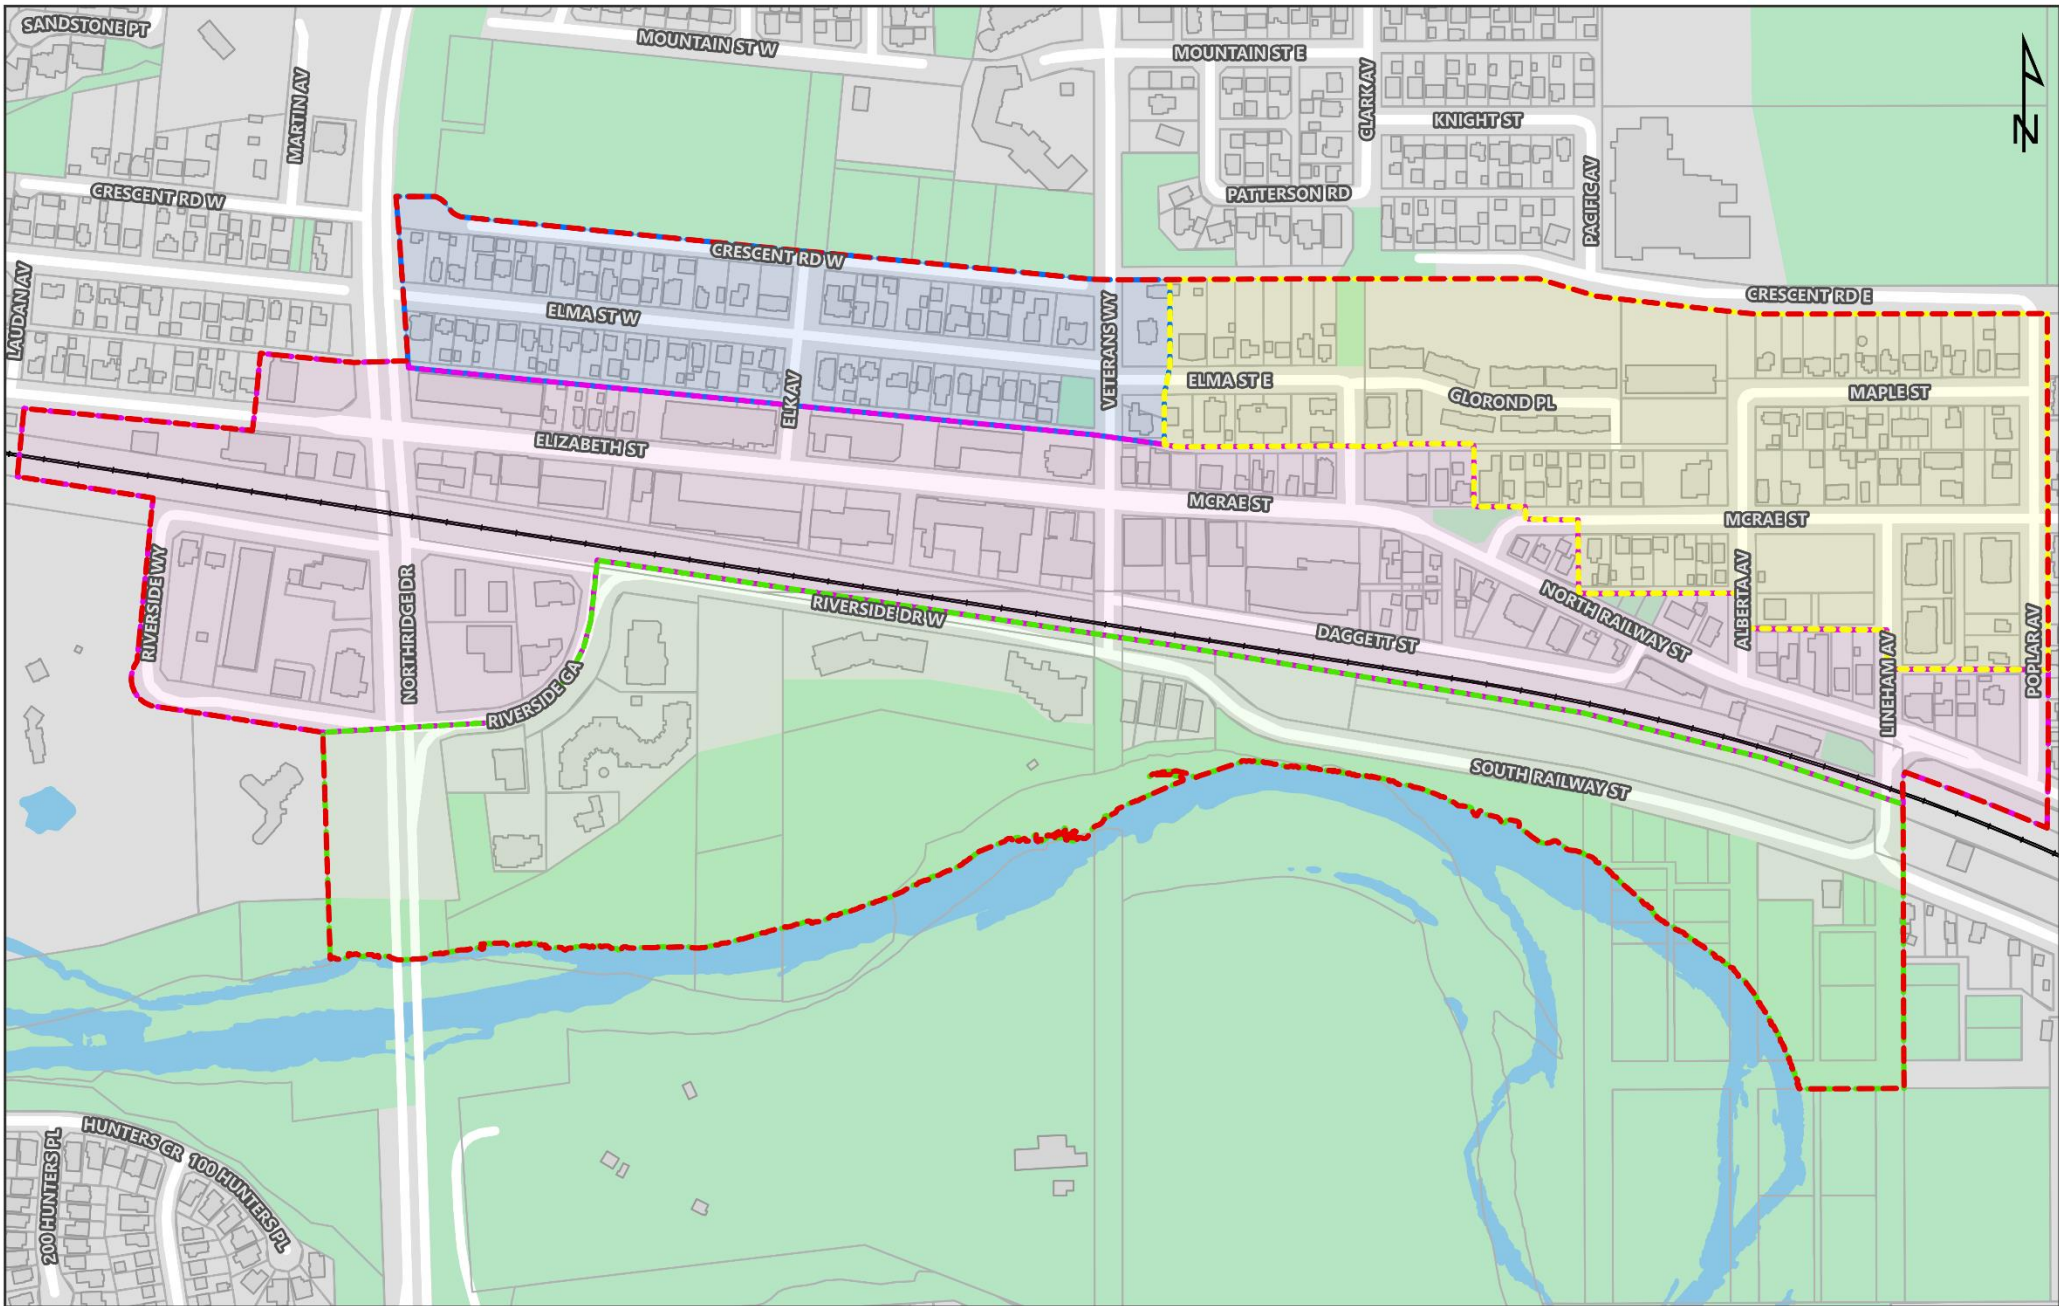 SANDSTONE PT
MOUNTAIN ST W
MOUNTAIN ST E
MARTIN AV
CLARK AV
KNIGHT ST
N
CRESCENT RD W
PATTERSON RD
PACIFIC AV
CRESCENT RD W
LAUDAN AV
ELMA ST W
VETERANS WY
CRESCENT RD E
ELK AV
ELMA ST E
GLOROND PL
MAPLE ST
ELIZABETH ST
MCRAE ST
MCRAE ST
RIVERSIDE WY
NORTHRIDGE DR
RIVERSIDE DR W
DAGGETT ST
NORTH RAILWAY ST
ALBERTA AV
LINEHAM AV
POPLAR AV
RIVERSIDE GA
SOUTH RAILWAY ST
HUNTERS CR
100 HUNTERS PL
200 HUNTERS PL